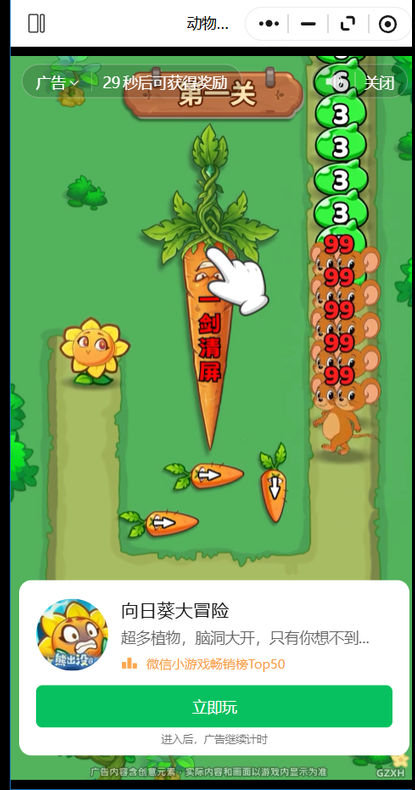 动物...
广告
29秒后可获得奖励
关闭
第一关
6
3
3
3
3
99
99
99
99
99
一剑清屏
向日葵大冒险
超多植物，脑洞大开，只有你想不到...
熊出没
微信小游戏畅销榜Top50
立即玩
进入后，广告继续计时
广告内容含创意元素·实际内容和画面以游戏内显示为准
GZXH